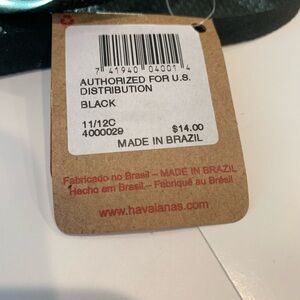 7 41940 04001 4
AUTHORIZED FOR U.S.
DISTRIBUTION
BLACK
11/12C
4000029 $14.00
MADE IN BRAZIL
Fabricado no Brasil – MADE IN BRAZIL
Hecho em Brasil – Fabriqué au Brésil
www.havaianas.com